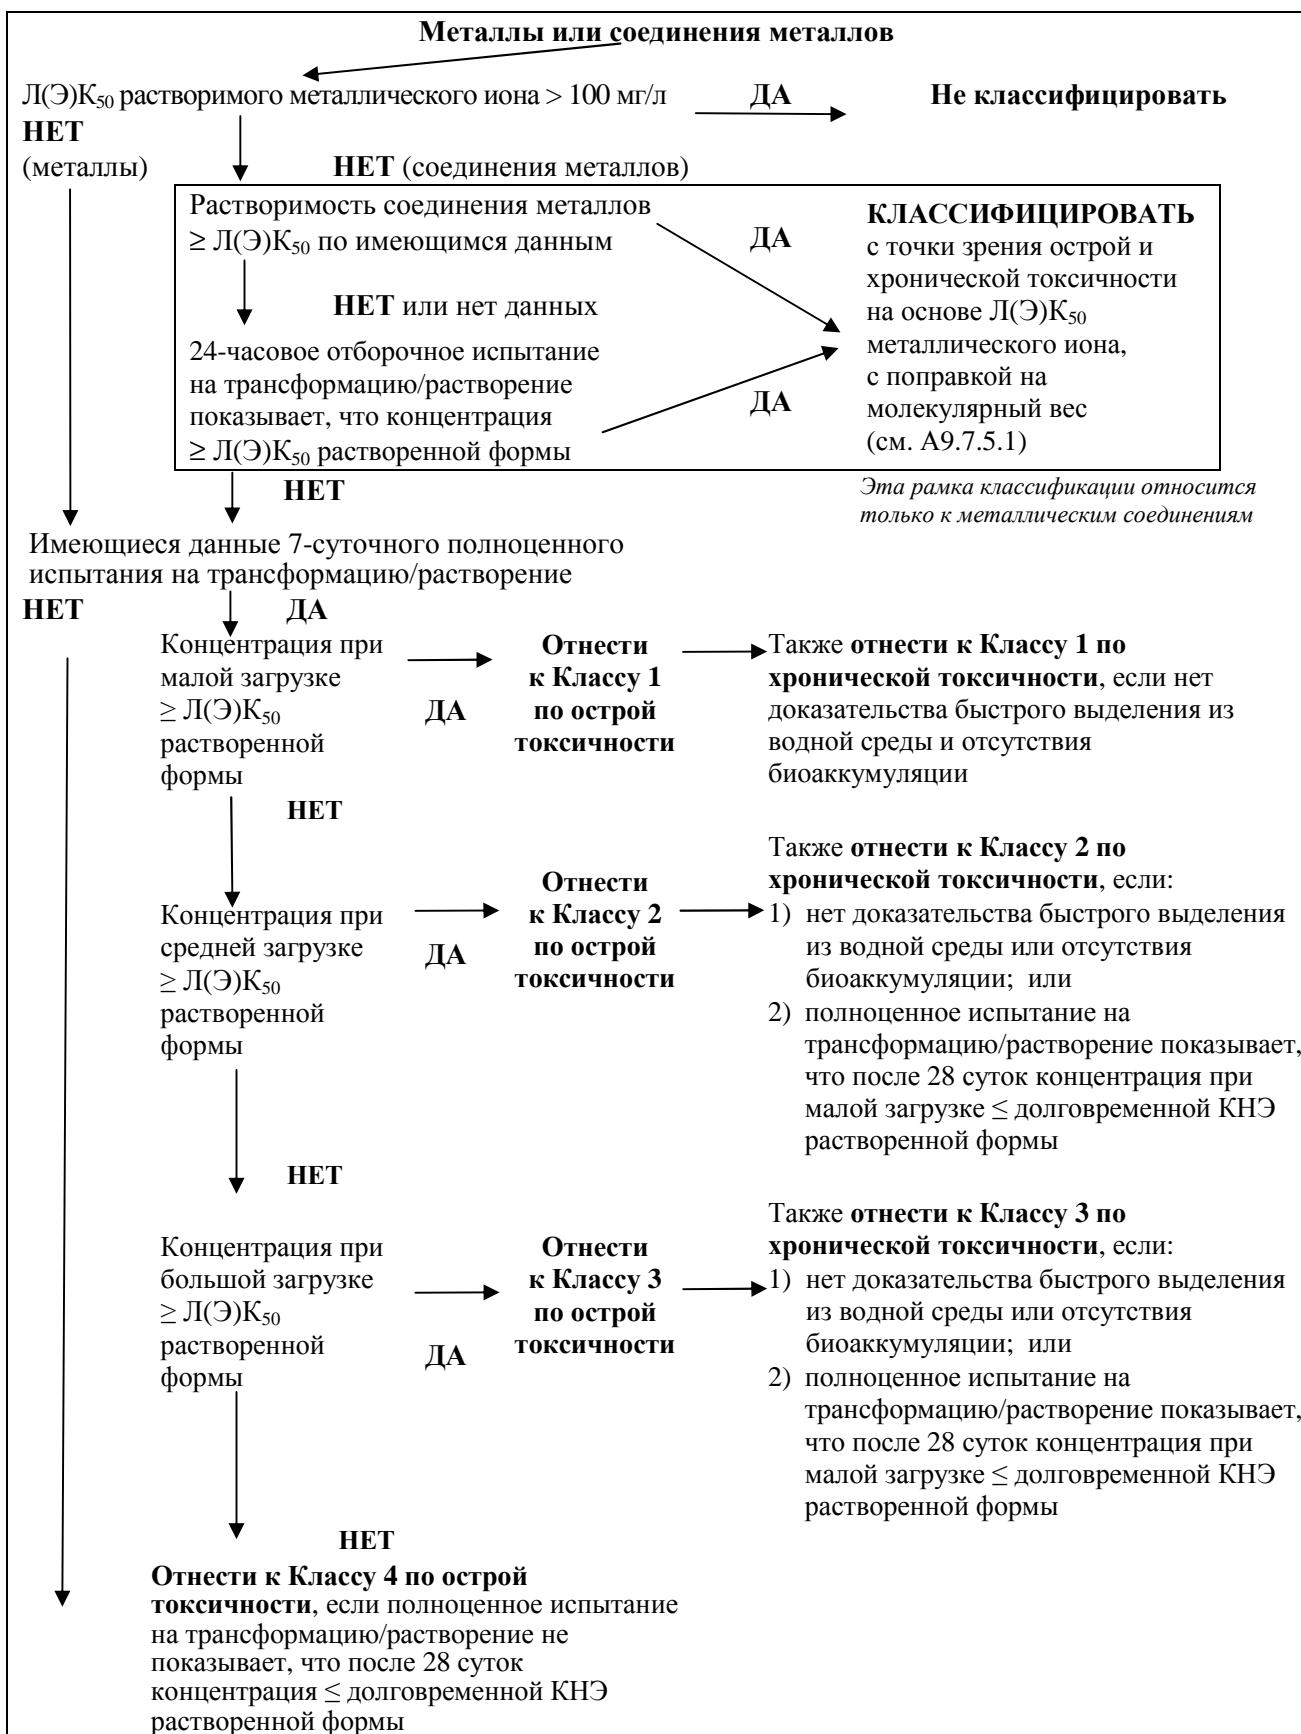 Металлы или соединения металлов
Л(Э)К50 растворимого металлического иона > 100 мг/л
ДА
Не классифицировать
НЕТ
(металлы)
НЕТ (соединения металлов)
Растворимость соединения металлов
≥ Л(Э)К50 по имеющимся данным
ДА
НЕТ или нет данных
24-часовое отборочное испытание
на трансформацию/растворение
показывает, что концентрация
≥ Л(Э)К50 растворенной формы
ДА
КЛАССИФИЦИРОВАТЬ
с точки зрения острой и
хронической токсичности
на основе Л(Э)К50
металлического иона,
с поправкой на
молекулярный вес
(см. А9.7.5.1)
НЕТ
Эта рамка классификации относится
только к металлическим соединениям
Имеющиеся данные 7-суточного полноценного
испытания на трансформацию/растворение
НЕТ
ДА
Концентрация при
малой загрузке
≥ Л(Э)К50
растворенной
формы
ДА
Отнести
к Классу 1
по острой
токсичности
Также отнести к Классу 1 по
хронической токсичности, если нет
доказательства быстрого выделения из
водной среды и отсутствия
биоаккумуляции
НЕТ
Концентрация при
средней загрузке
≥ Л(Э)К50
растворенной
формы
ДА
Отнести
к Классу 2
по острой
токсичности
Также отнести к Классу 2 по
хронической токсичности, если:
1) нет доказательства быстрого выделения
из водной среды или отсутствия
биоаккумуляции; или
2) полноценное испытание на
трансформацию/растворение показывает,
что после 28 суток концентрация при
малой загрузке ≤ долговременной КНЭ
растворенной формы
НЕТ
Концентрация при
большой загрузке
≥ Л(Э)К50
растворенной
формы
ДА
Отнести
к Классу 3
по острой
токсичности
Также отнести к Классу 3 по
хронической токсичности, если:
1) нет доказательства быстрого выделения
из водной среды или отсутствия
биоаккумуляции; или
2) полноценное испытание на
трансформацию/растворение показывает,
что после 28 суток концентрация при
малой загрузке ≤ долговременной КНЭ
растворенной формы
НЕТ
Отнести к Классу 4 по острой
токсичности, если полноценное испытание
на трансформацию/растворение не
показывает, что после 28 суток
концентрация ≤ долговременной КНЭ
растворенной формы